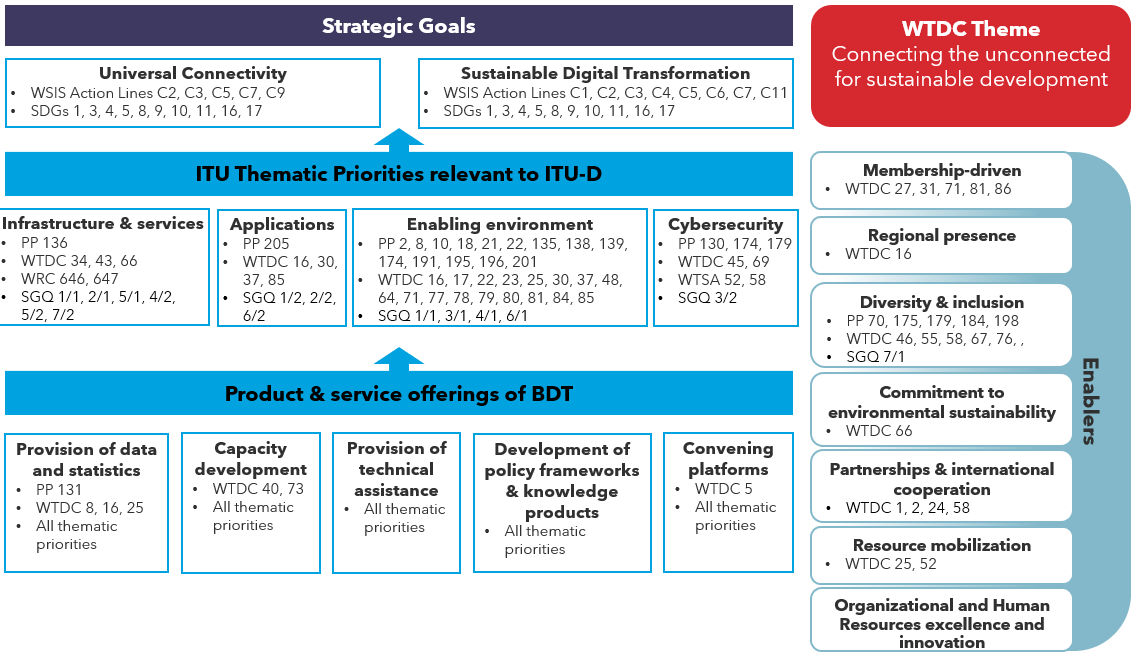 Strategic Goals
Universal Connectivity
• WSIS Action Lines C2, C3, C5, C7, C9
• SDGs 1, 3, 4, 5, 8, 9, 10, 11, 16, 17
Sustainable Digital Transformation
• WSIS Action Lines C1, C2, C3, C4, C5, C6, C7, C11
• SDGs 1, 3, 4, 5, 8, 9, 10, 11, 16, 17
ITU Thematic Priorities relevant to ITU-D
Infrastructure & services
• PP 136
• WTDC 34, 43, 66
• WRC 646, 647
• SGQ 1/1, 2/1, 5/1, 4/2,
5/2, 7/2
Applications
• PP 205
• WTDC 16, 30,
37, 85
• SGQ 1/2, 2/2,
6/2
Enabling environment
• PP 2, 8, 10, 18, 21, 22, 135, 138, 139,
174, 191, 195, 196, 201
• WTDC 16, 17, 22, 23, 25, 30, 37, 48,
64, 71, 77, 78, 79, 80, 81, 84, 85
• SGQ 1/1, 3/1, 4/1, 6/1
Cybersecurity
• PP 130, 174, 179
• WTDC 45, 69
• WTSA 52, 58
• SGQ 3/2
Product & service offerings of BDT
Provision of data
and statistics
• PP 131
• WTDC 8, 16, 25
• All thematic
priorities
Capacity
development
• WTDC 40, 73
• All thematic
priorities
Provision of
technical
assistance
• All thematic
priorities
Development of
policy frameworks
& knowledge
products
• All thematic
priorities
Convening
platforms
• WTDC 5
• All thematic
priorities
WTDC Theme
Connecting the unconnected
for sustainable development
Membership-driven
• WTDC 27, 31, 71, 81, 86
Regional presence
• WTDC 16
Diversity & inclusion
• PP 70, 175, 179, 184, 198
• WTDC 46, 55, 58, 67, 76, ,
• SGQ 7/1
Commitment to
environmental sustainability
• WTDC 66
Partnerships & international
cooperation
• WTDC 1, 2, 24, 58
Resource mobilization
• WTDC 25, 52
Organizational and Human
Resources excellence and
innovation
Enablers